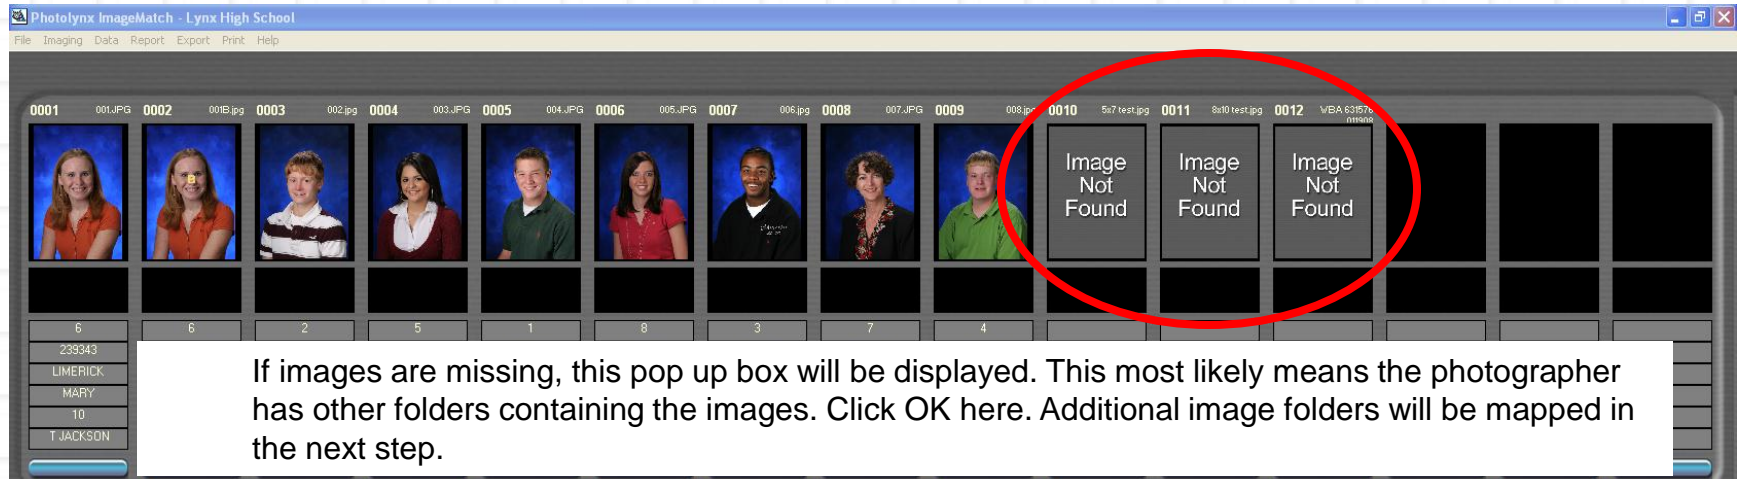 Photolynx ImageMatch - Lynx High School
File Imaging Data Report Export Print Help
0001 001.JPG 0002 001B.jpg 0003 002.jpg 0004 003.JPG 0005 004.JPG 0006 005.JPG 0007 006.jpg 0008 007.JPG 0009 008.jpg 0010 5x7 test.jpg 0011 8x10 test.jpg 0012 WBA 631576
011908
B
Image Not Found
Image Not Found
Image Not Found
6 6 2 5 1 8 3 7 4
239343
LIMERICK
MARY
10
T JACKSON
If images are missing, this pop up box will be displayed. This most likely means the photographer
has other folders containing the images. Click OK here. Additional image folders will be mapped in
the next step.